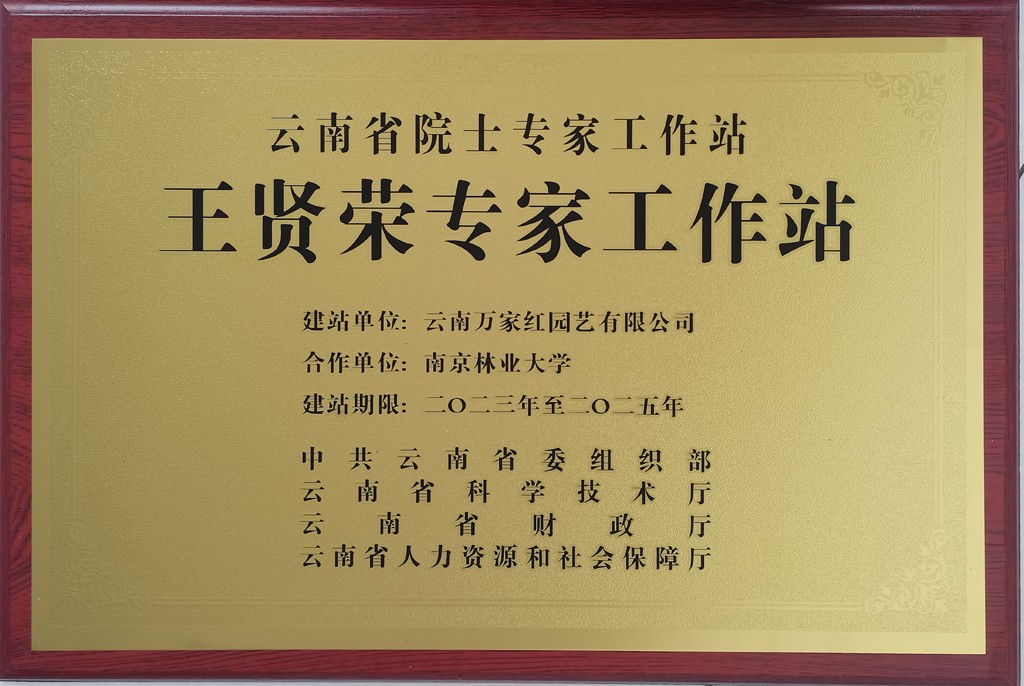 云南省院士专家工作站
王贤荣专家工作站
建站单位: 云南万家红园艺有限公司
合作单位: 南京林业大学
建站期限: 二〇二三年至二〇二五年
中共云南省委组织部
云南省科学技术厅
云南省财政厅
云南省人力资源和社会保障厅